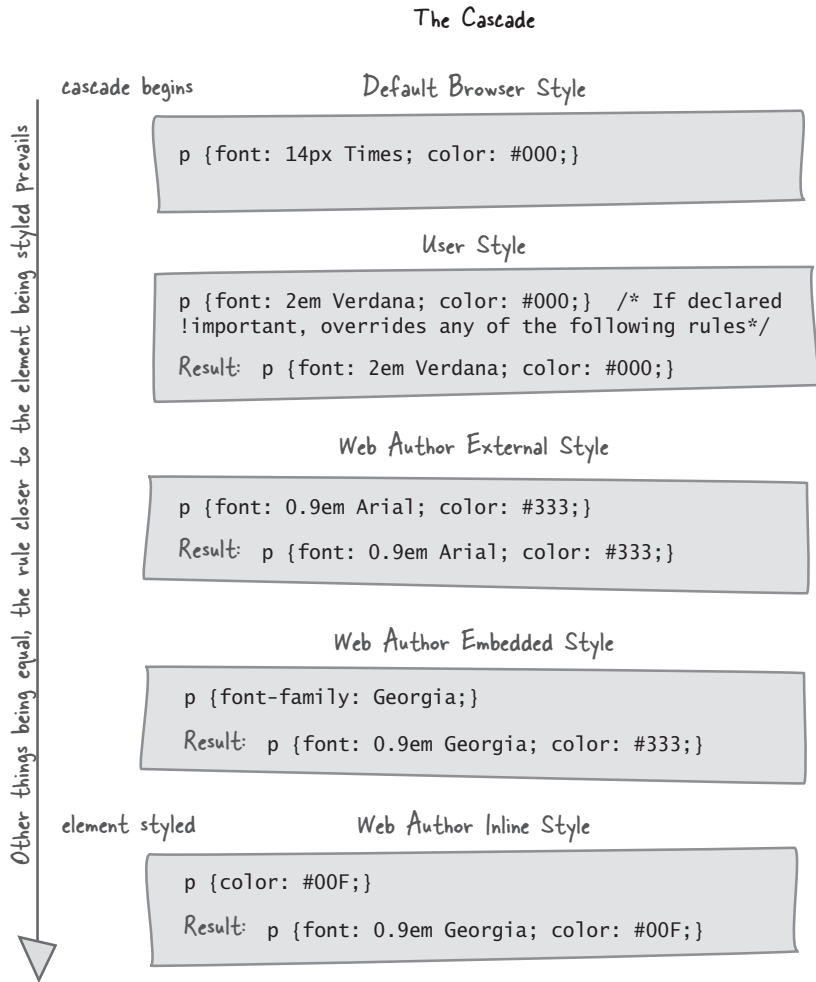 The Cascade
cascade begins
Default Browser Style
p {font: 14px Times; color: #000;}
User Style
p {font: 2em Verdana; color: #000;}  /* If declared
!important, overrides any of the following rules*/
Result: p {font: 2em Verdana; color: #000;}
Web Author External Style
p {font: 0.9em Arial; color: #333;}
Result: p {font: 0.9em Arial; color: #333;}
Web Author Embedded Style
p {font-family: Georgia;}
Result: p {font: 0.9em Georgia; color: #333;}
element styled
Web Author Inline Style
p {color: #00F;}
Result: p {font: 0.9em Georgia; color: #00F;}
Other things being equal, the rule closer to the element being styled prevails